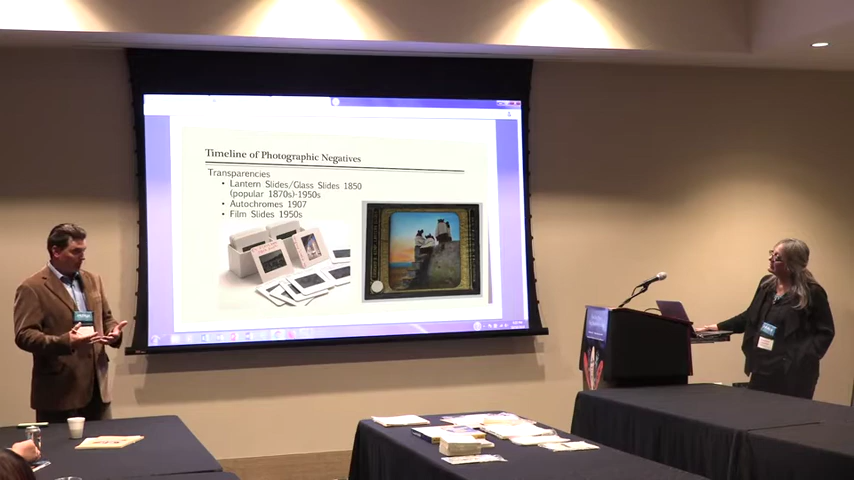 Timeline of Photographic Negatives
Transparencies
• Lantern Slides/Glass Slides 1850
(popular 1870s)-1950s
• Autochromes 1907
• Film Slides 1950s